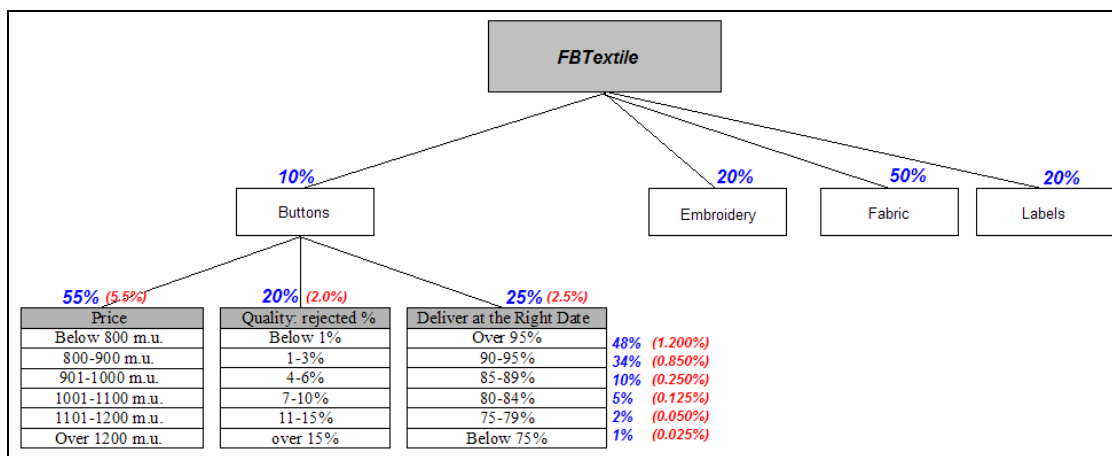 FBTextile
10%
20%
50%
20%
Buttons
Embroidery
Fabric
Labels
55% (5.5%)
20% (2.0%)
25% (2.5%)
Price
Quality: rejected %
Deliver at the Right Date
Below 800 m.u.
Below 1%
Over 95%
48% (1.200%)
800-900 m.u.
1-3%
90-95%
34% (0.850%)
901-1000 m.u.
4-6%
85-89%
10% (0.250%)
1001-1100 m.u.
7-10%
80-84%
5% (0.125%)
1101-1200 m.u.
11-15%
75-79%
2% (0.050%)
Over 1200 m.u.
over 15%
Below 75%
1% (0.025%)